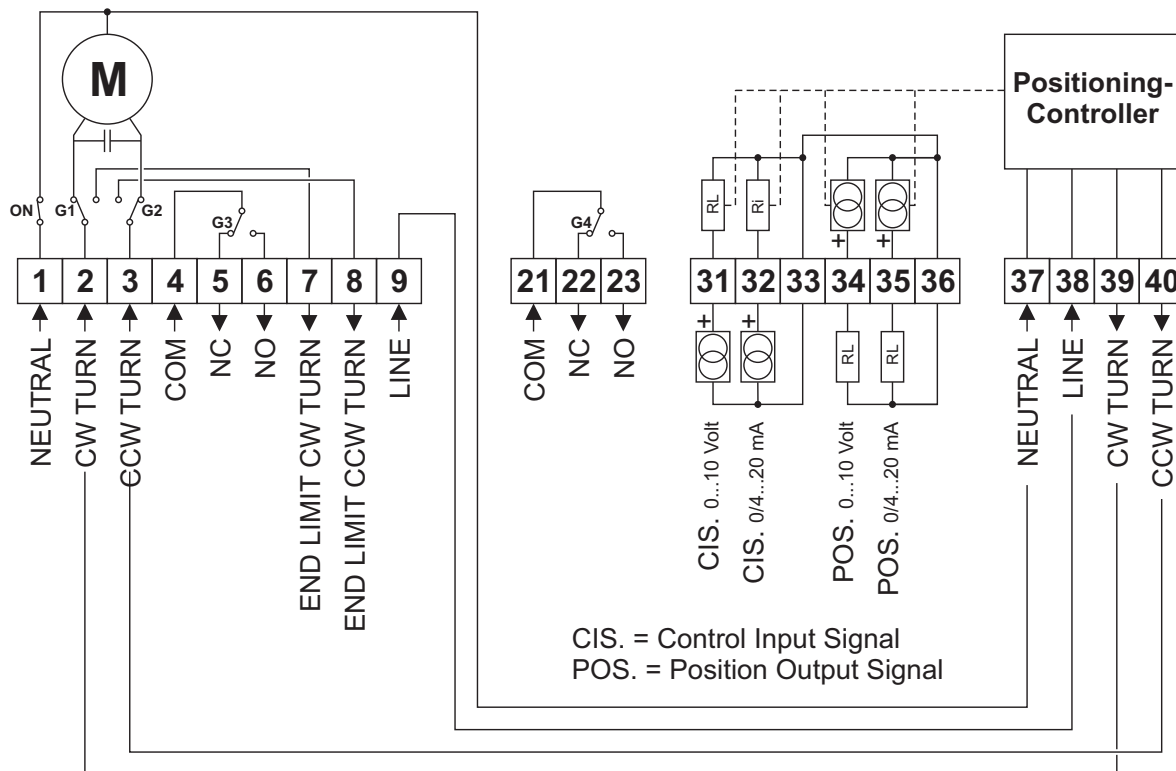 M
Positioning-
Controller
ON
G1
G2
G3
G4
RL
Ri
+
+
1 2 3 4 5 6 7 8 9
21 22 23
31 32 33 34 35 36
37 38 39 40
+
+
RL
RL
NEUTRAL
CW TURN
CCW TURN
COM
NC
NO
END LIMIT CW TURN
END LIMIT CCW TURN
LINE
COM
NC
NO
CIS. 0...10 Volt
CIS. 0/4...20 mA
POS. 0...10 Volt
POS. 0/4...20 mA
NEUTRAL
LINE
CW TURN
CCW TURN
CIS. = Control Input Signal
POS. = Position Output Signal